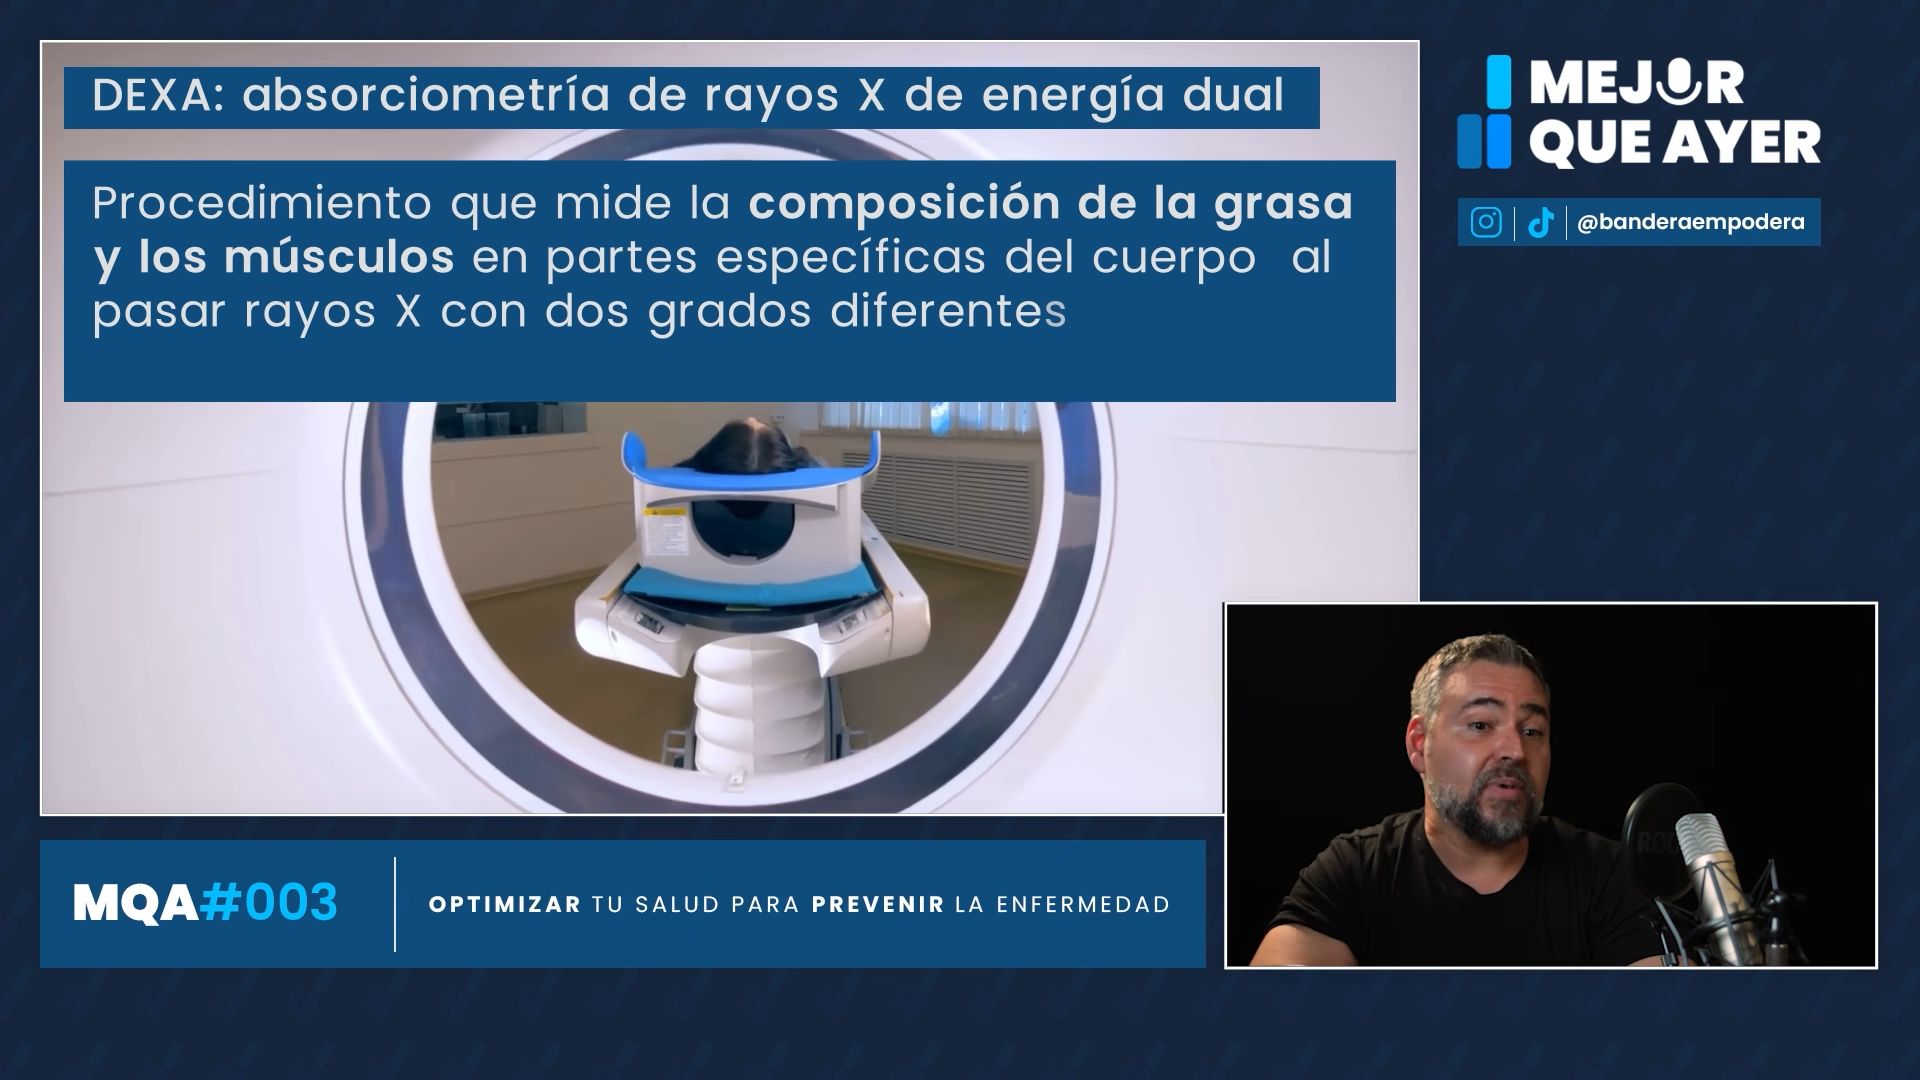 DEXA: absorciometría de rayos X de energía dual
Procedimiento que mide la composición de la grasa
y los músculos en partes específicas del cuerpo al
pasar rayos X con dos grados diferentes
MEJOR
QUE AYER
@banderaempodera
RØDE
MQA#003
OPTIMIZAR TU SALUD PARA PREVENIR LA ENFERMEDAD